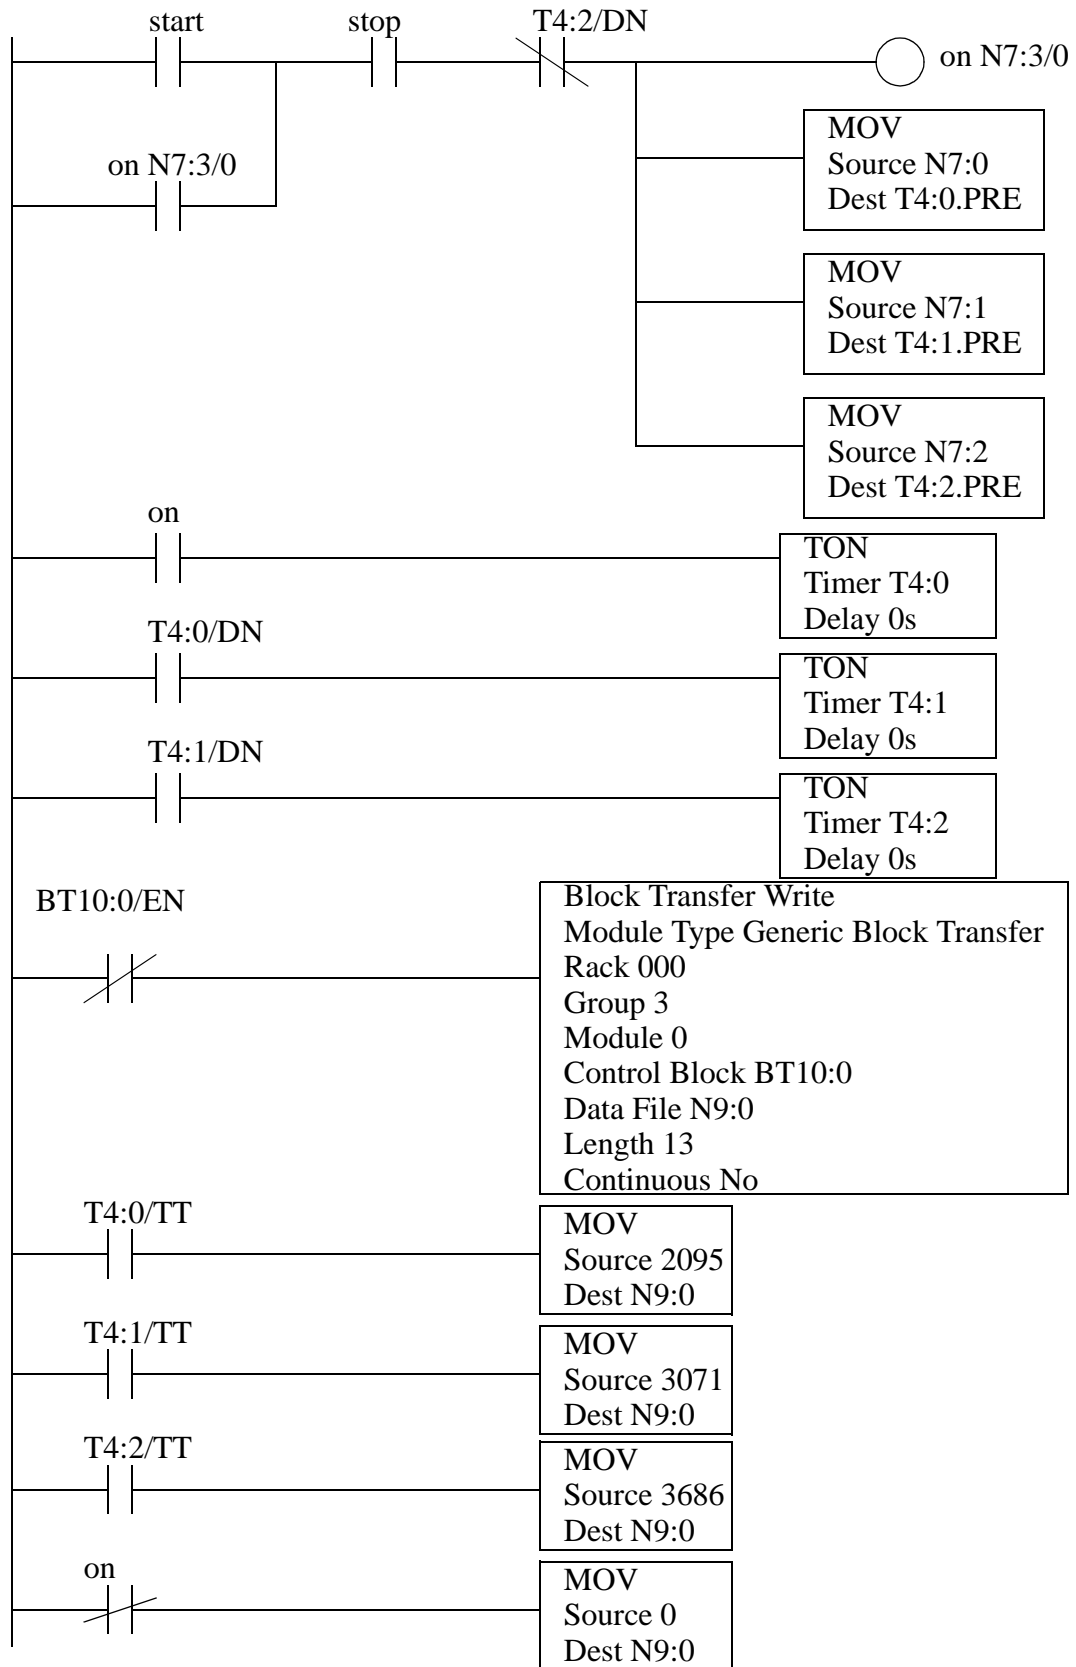 start
stop
T4:2/DN
on N7:3/0
MOV
Source N7:0
Dest T4:0.PRE
on N7:3/0
MOV
Source N7:1
Dest T4:1.PRE
MOV
Source N7:2
Dest T4:2.PRE
on
TON
Timer T4:0
Delay 0s
T4:0/DN
TON
Timer T4:1
Delay 0s
T4:1/DN
TON
Timer T4:2
Delay 0s
BT10:0/EN
Block Transfer Write
Module Type Generic Block Transfer
Rack 000
Group 3
Module 0
Control Block BT10:0
Data File N9:0
Length 13
Continuous No
T4:0/TT
MOV
Source 2095
Dest N9:0
T4:1/TT
MOV
Source 3071
Dest N9:0
T4:2/TT
MOV
Source 3686
Dest N9:0
on
MOV
Source 0
Dest N9:0